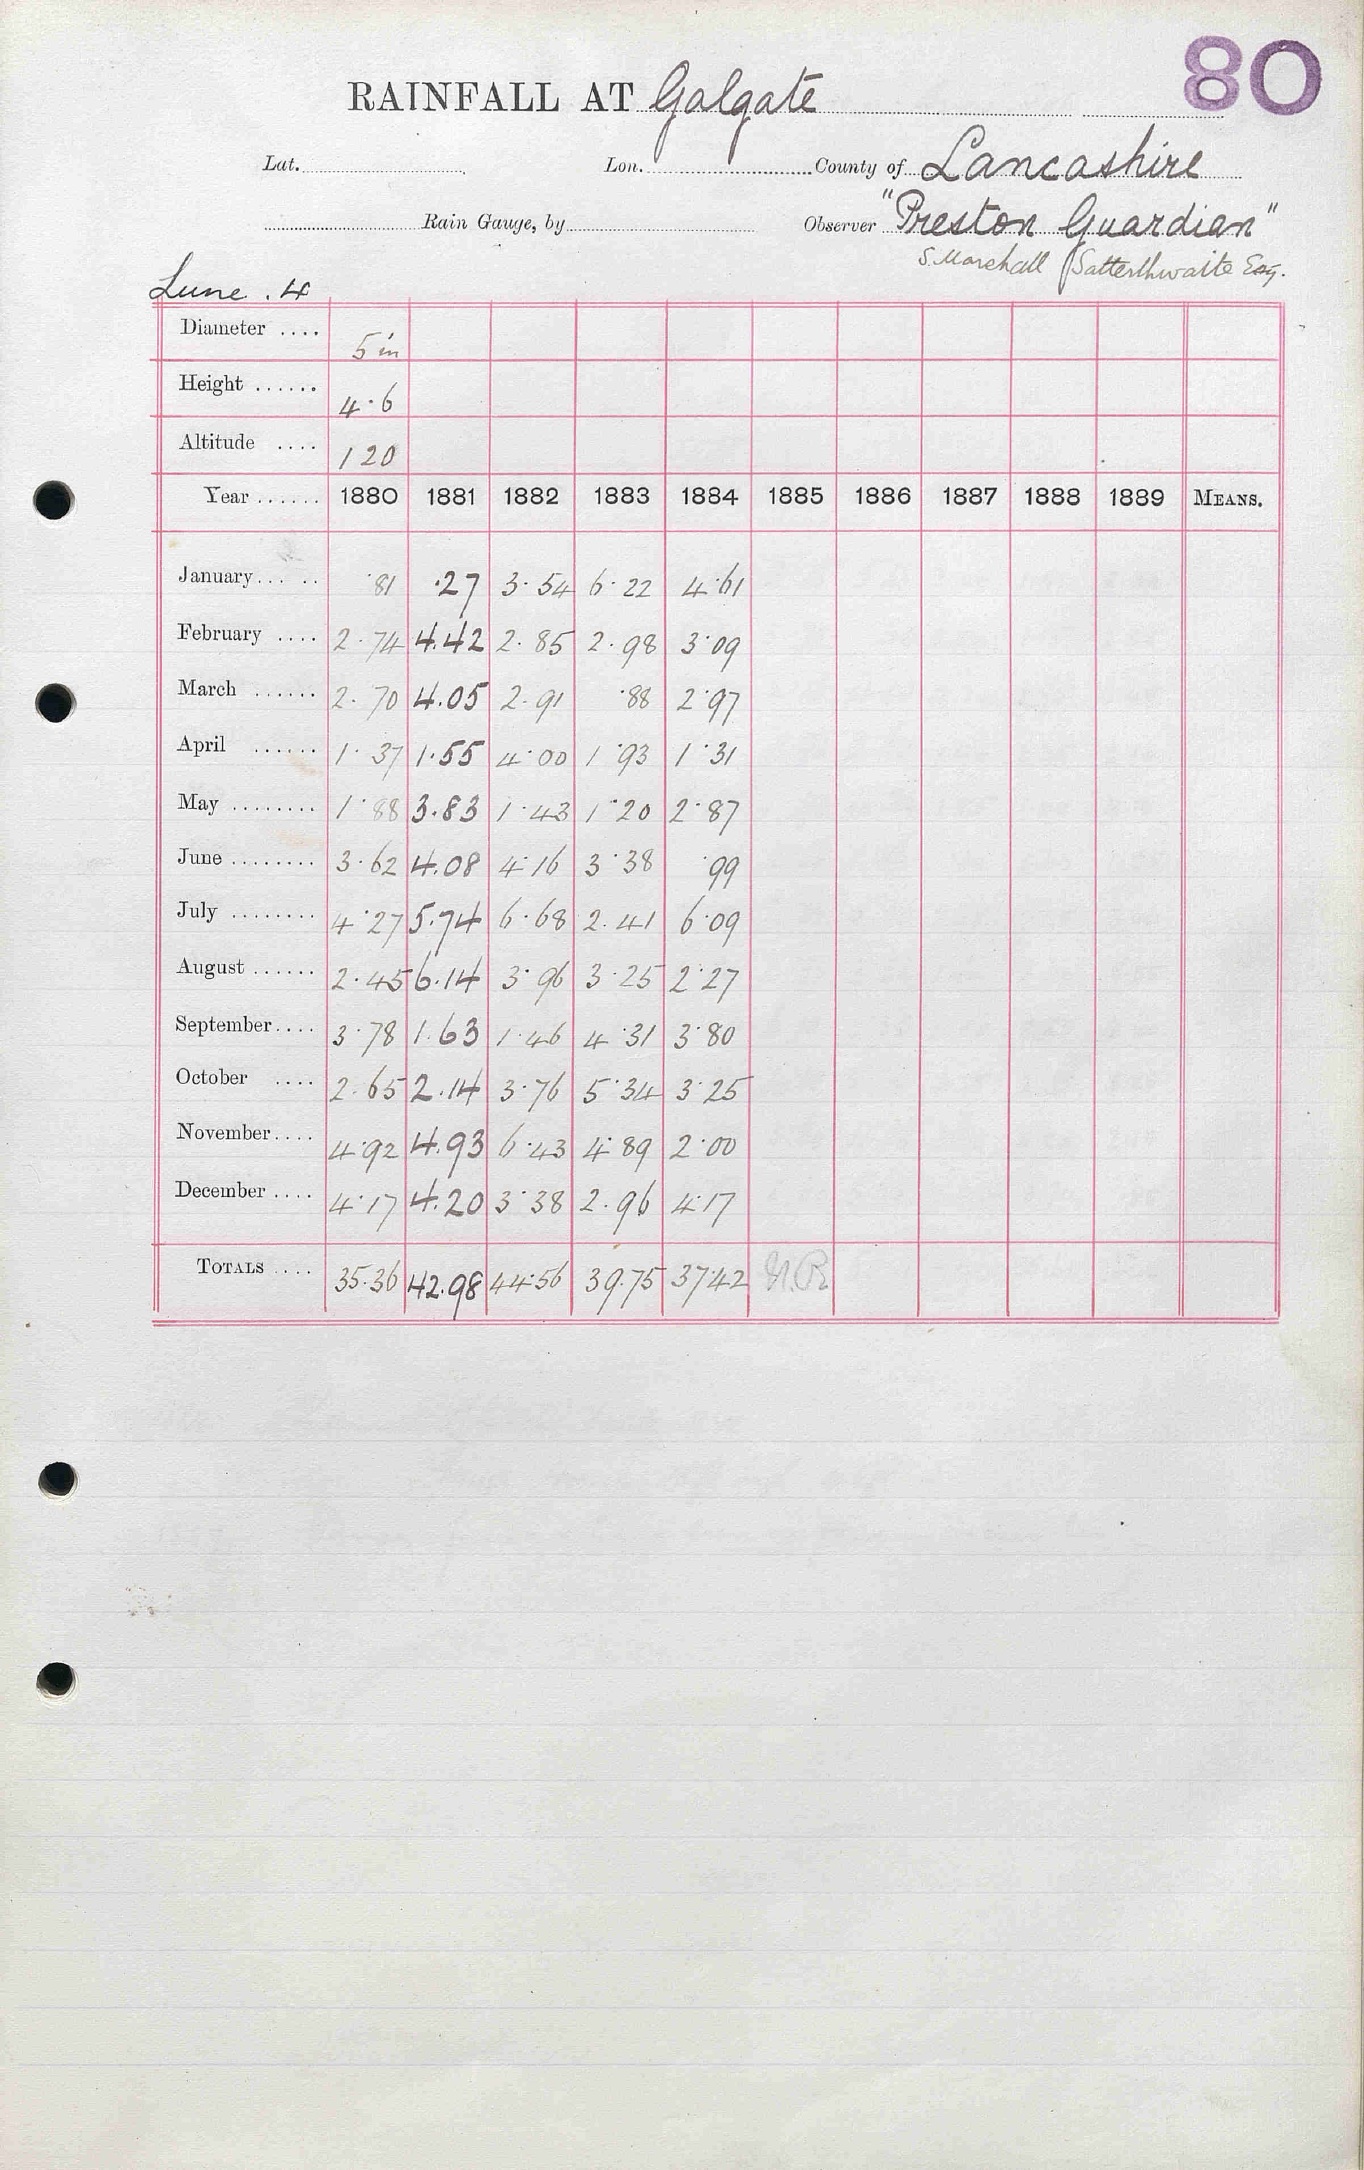 80
RAINFALL AT Galgate
Lat. Lon. County of Lancashire
Rain Gauge, by Observer "Preston Guardian"
S. Marshall Satterthwaite Esq.
Lune. 4
Diameter .... 5 in
Height ...... 4.6
Altitude .... 120
Year ...... 1880 1881 1882 1883 1884 1885 1886 1887 1888 1889 MEANS.
January ... .. .81 .27 3.54 6.22 4.61
February .... 2.74 4.42 2.85 2.98 3.09
March ...... 2.70 4.05 2.91 .88 2.97
April ...... 1.37 1.55 4.00 1.93 1.31
May ........ 1.88 3.83 1.43 1.20 2.87
June ........ 3.62 4.08 4.16 3.38 .99
July ........ 4.27 5.74 6.68 2.41 6.09
August ...... 2.45 6.14 3.96 3.25 2.27
September .... 3.78 1.63 1.46 4.31 3.80
October .... 2.65 2.14 3.76 5.34 3.25
November .... 4.92 4.93 6.43 4.89 2.00
December .... 4.17 4.20 3.38 2.96 4.17
TOTALS .... 35.36 42.98 44.56 39.75 37.42 N.R.